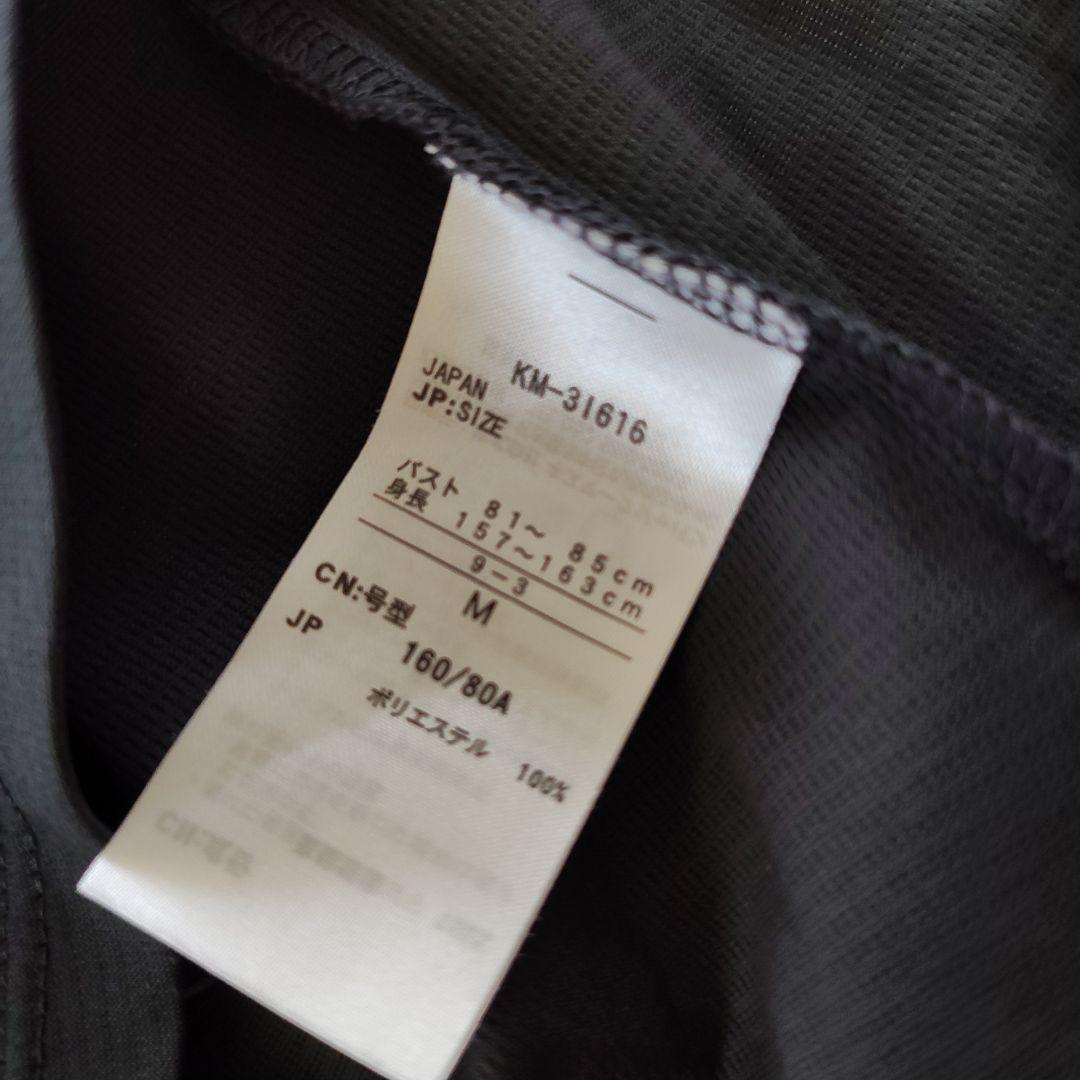 KM-31616
JAPAN
JP:SIZE
バスト 81～ 85cm
身長 157～163cm
9-3
M
CN:号型
160/80A
JP
ポリエステル 100%